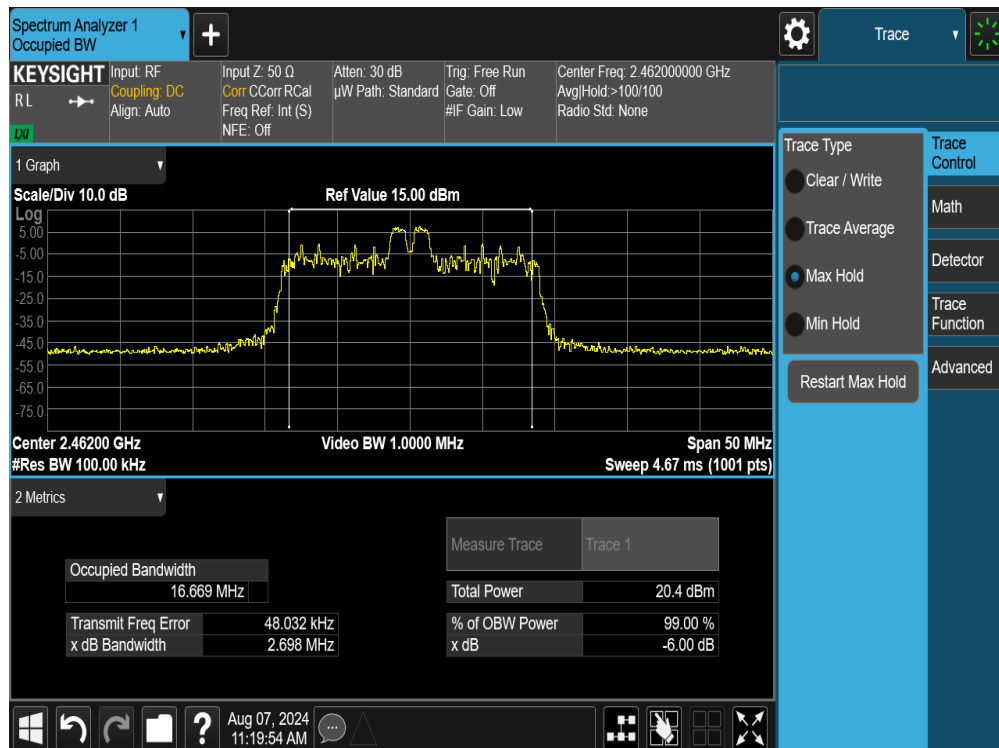 Spectrum Analyzer 1
Occupied BW
+
Trace
KEYSIGHT
RL
LXI
Input: RF
Coupling: DC
Align: Auto
Input Z: 50 Ω
Corr CCorr RCal
Freq Ref: Int (S)
NFE: Off
Atten: 30 dB
µW Path: Standard
Trig: Free Run
Gate: Off
#IF Gain: Low
Center Freq: 2.462000000 GHz
Avg|Hold:>100/100
Radio Std: None
1 Graph
Scale/Div 10.0 dB
Ref Value 15.00 dBm
Log
5.00
-5.00
-15.0
-25.0
-35.0
-45.0
-55.0
-65.0
-75.0
Center 2.46200 GHz
Video BW 1.0000 MHz
Span 50 MHz
#Res BW 100.00 kHz
Sweep 4.67 ms (1001 pts)
2 Metrics
Measure Trace
Trace 1
Occupied Bandwidth
16.669 MHz
Total Power
20.4 dBm
Transmit Freq Error
48.032 kHz
% of OBW Power
99.00 %
x dB Bandwidth
2.698 MHz
x dB
-6.00 dB
Trace Type
Clear / Write
Trace Average
Max Hold
Min Hold
Restart Max Hold
Trace
Control
Math
Detector
Trace
Function
Advanced
?
Aug 07, 2024
11:19:54 AM